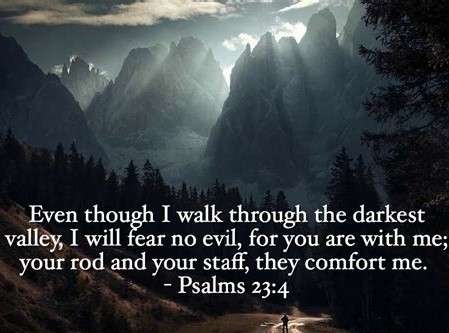 Even though I walk through the darkest
valley, I will fear no evil, for you are with me;
your rod and your staff, they comfort me.
- Psalms 23:4